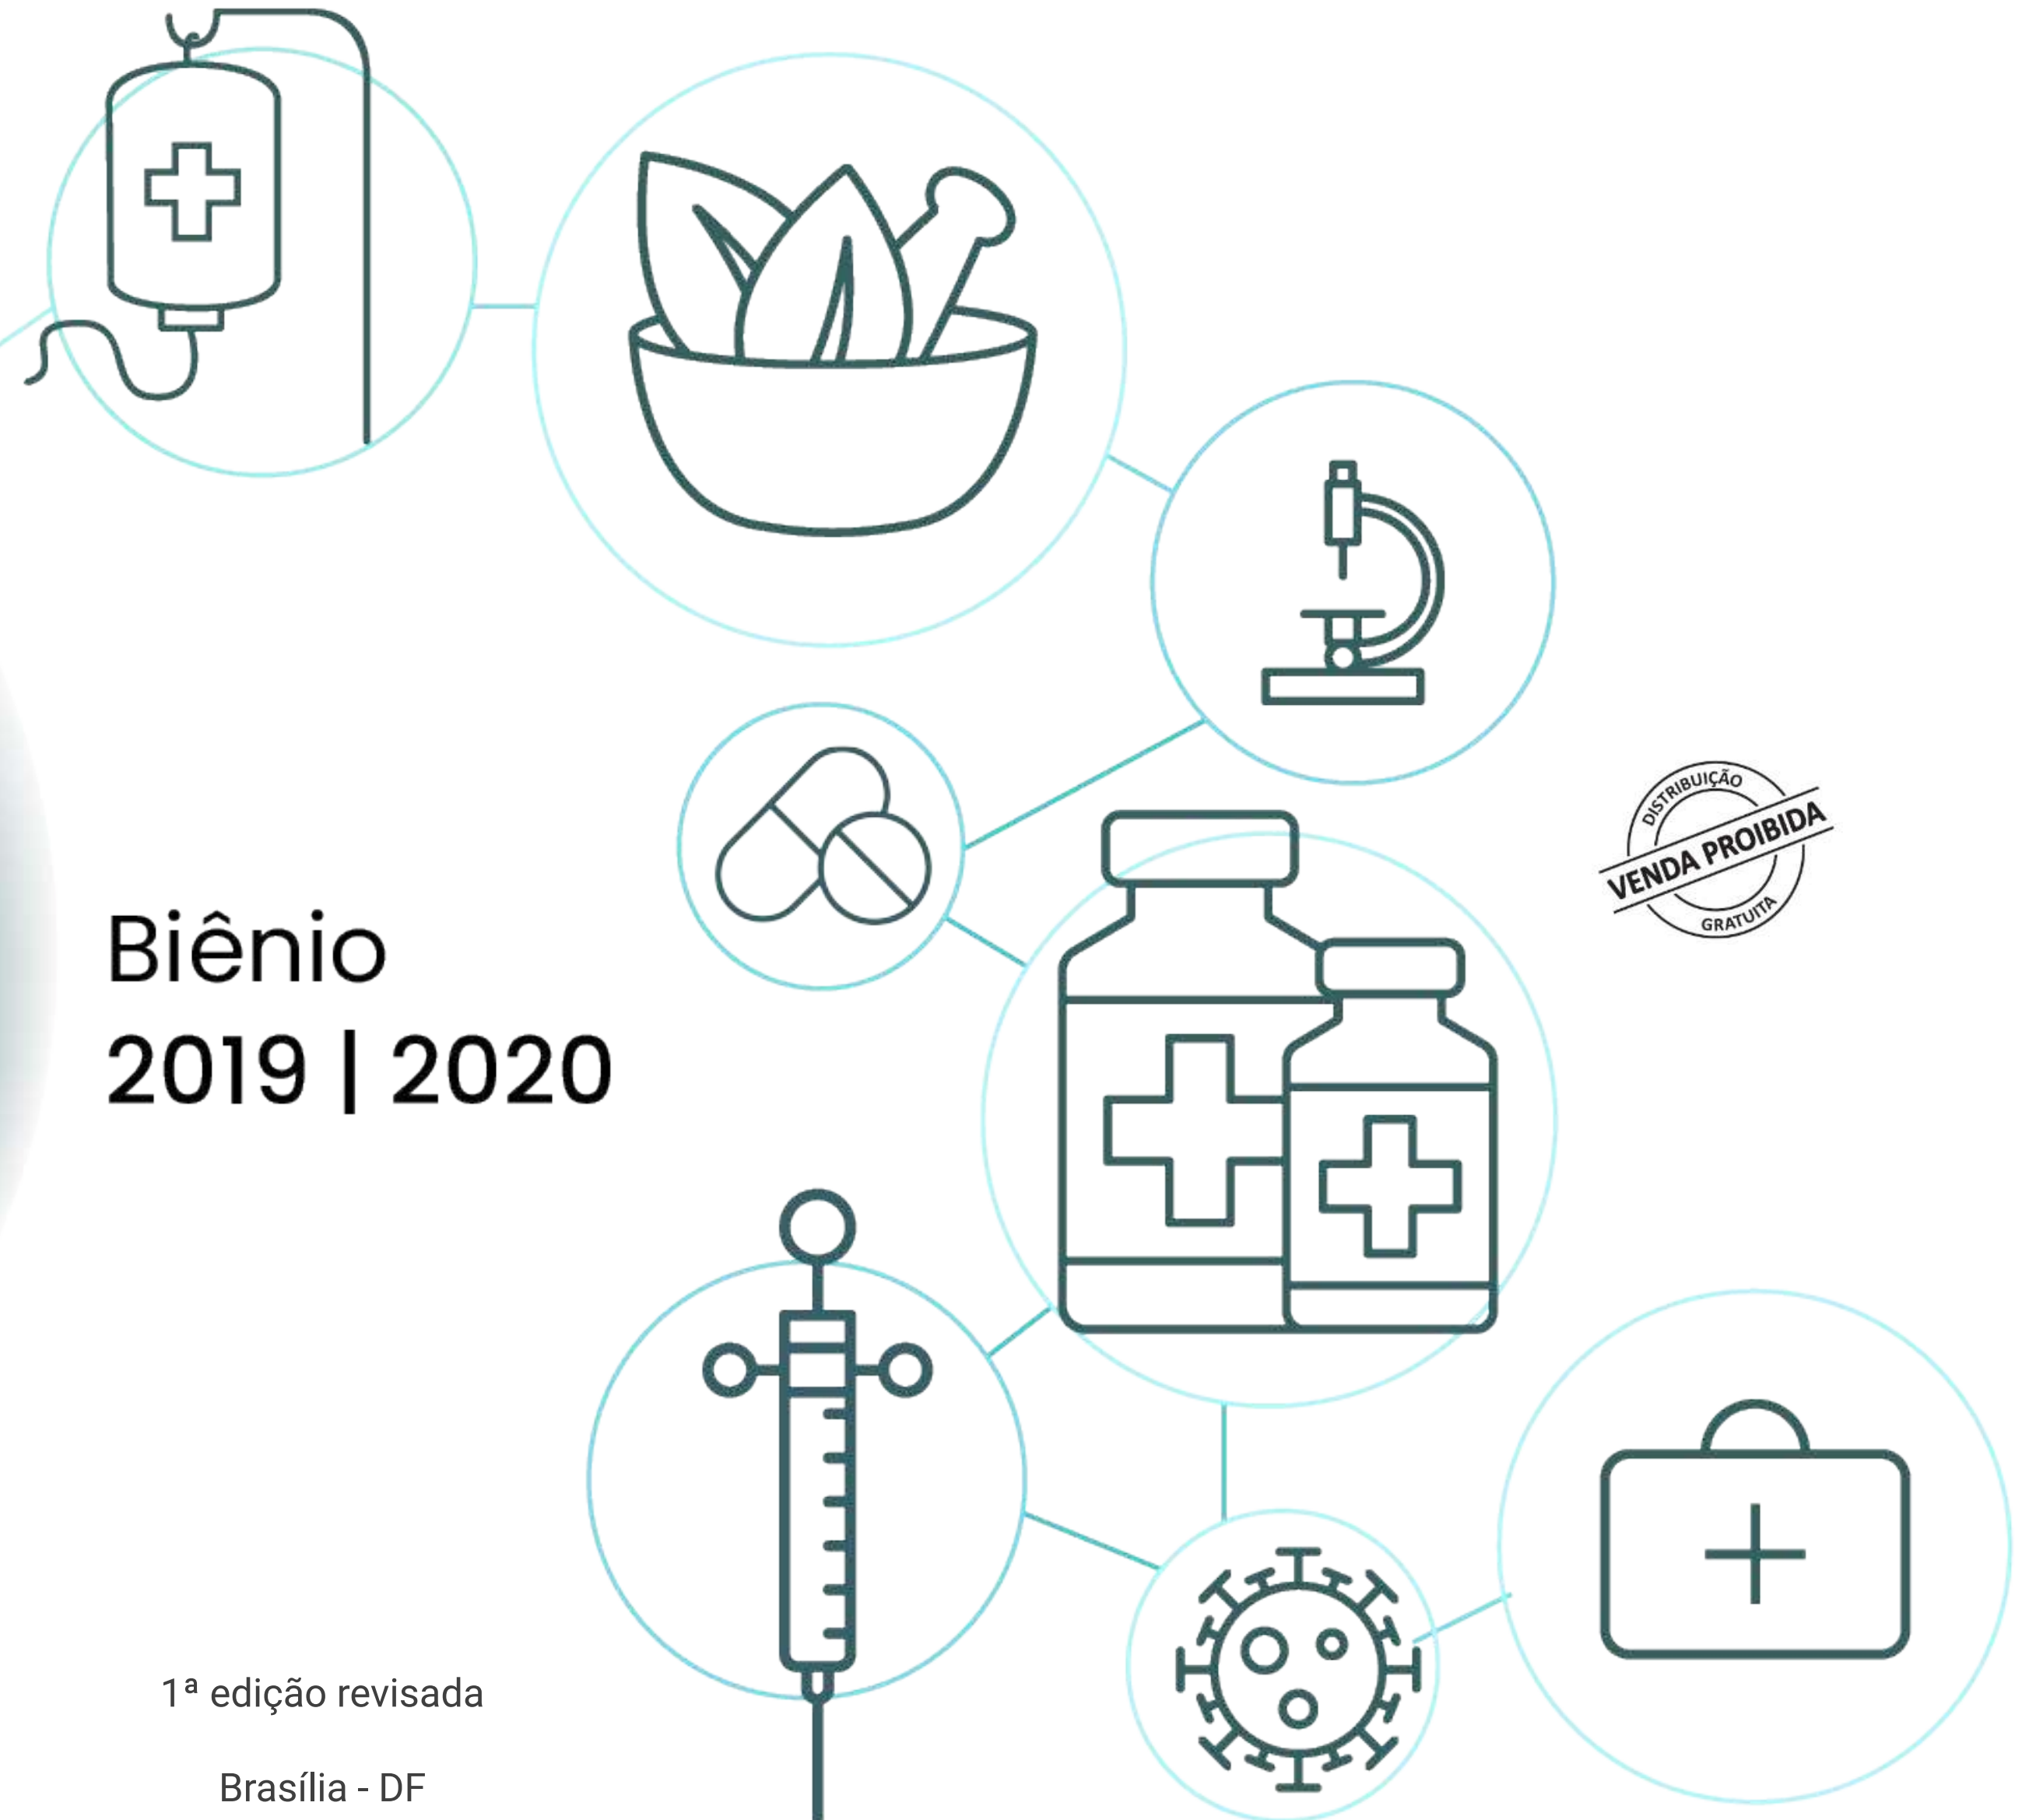 DISTRIBUIÇÃO
VENDA PROIBIDA
GRATUITA
Biênio
2019 | 2020
1ª edição revisada
Brasília - DF